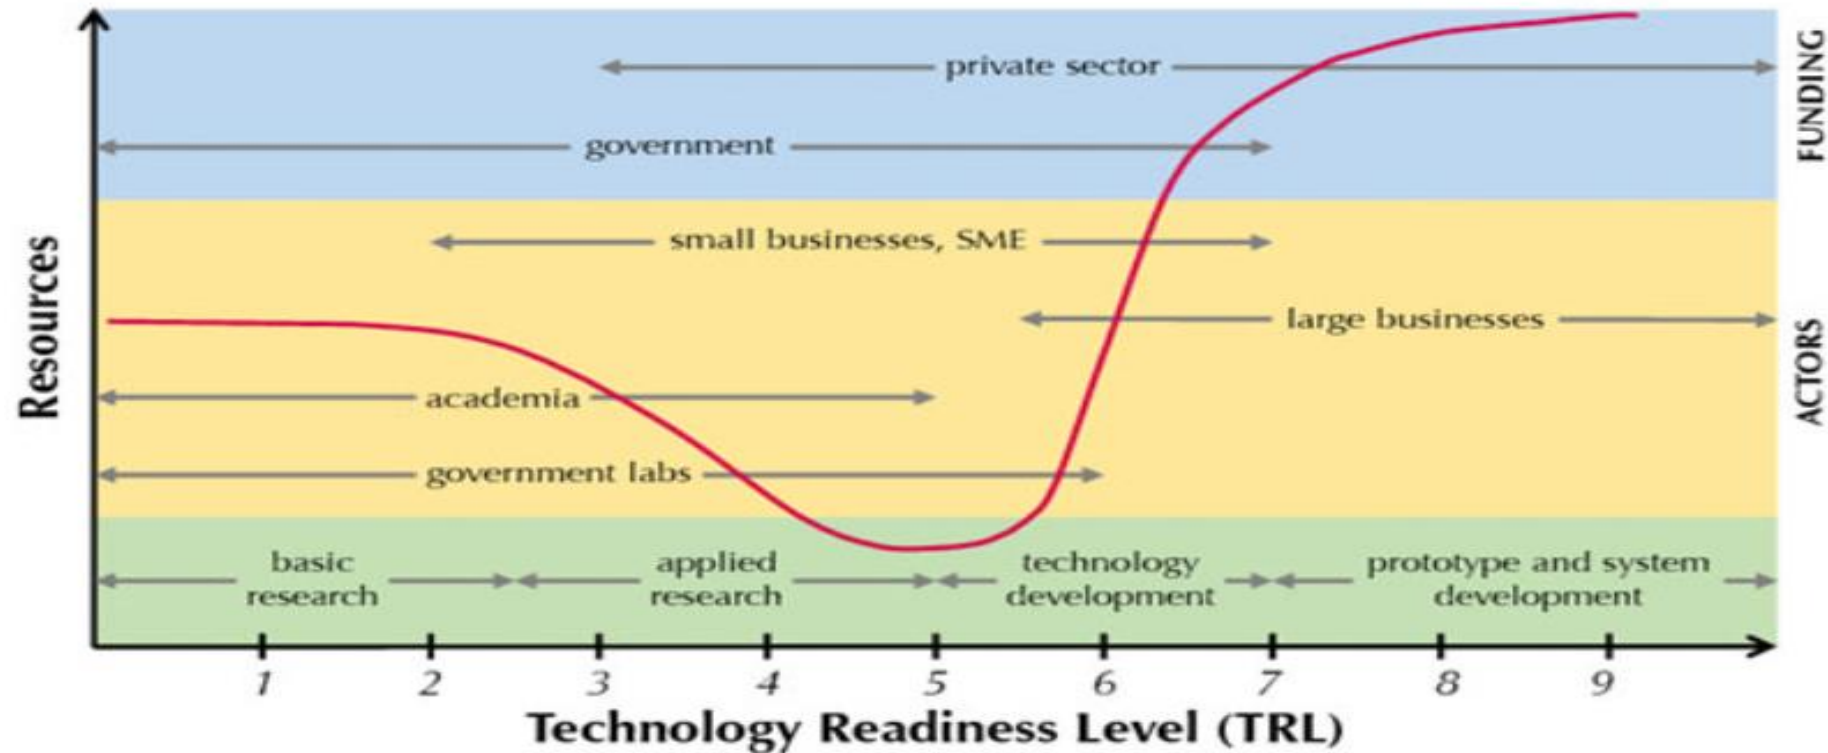 private sector
FUNDING
government
small businesses, SME
Resources
large businesses
ACTORS
academia
government labs
basic
research
applied
research
technology
development
prototype and system
development
1 2 3 4 5 6 7 8 9
Technology Readiness Level (TRL)